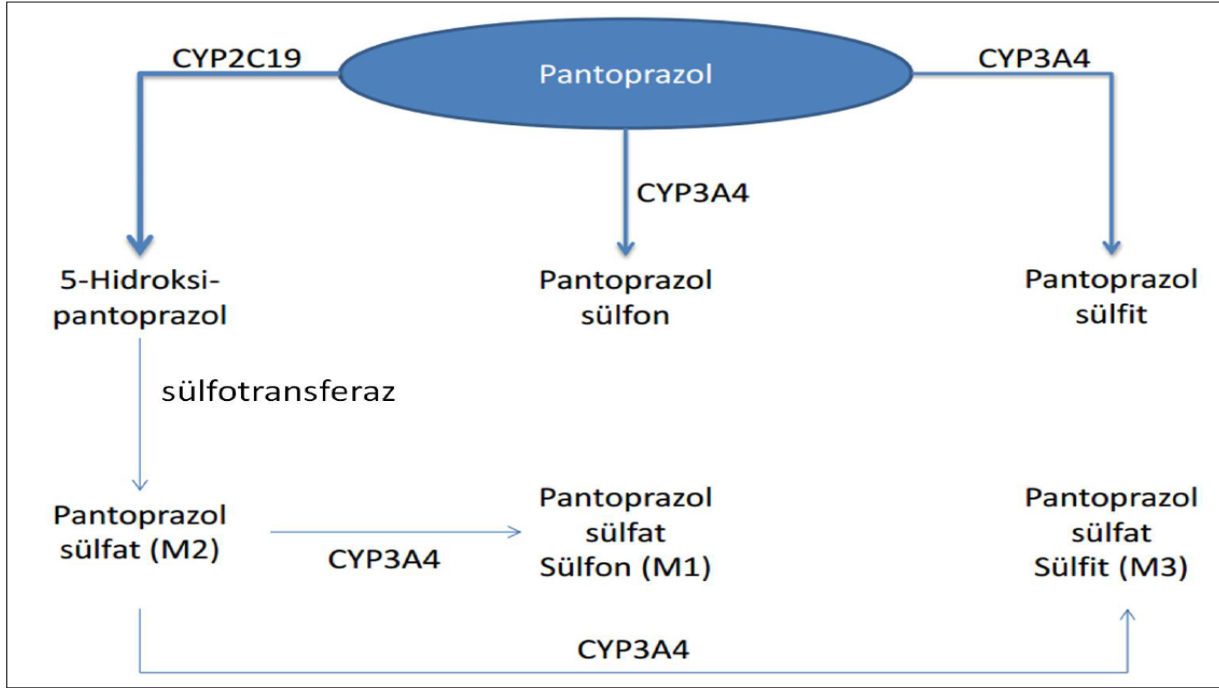 CYP2C19
Pantoprazol
CYP3A4
CYP3A4
5-Hidroksi-
pantoprazol
Pantoprazol
sülfon
Pantoprazol
sülfit
sülfotransferaz
Pantoprazol
sülfat (M2)
CYP3A4
Pantoprazol
sülfat
Sülfon (M1)
Pantoprazol
sülfat
Sülfit (M3)
CYP3A4